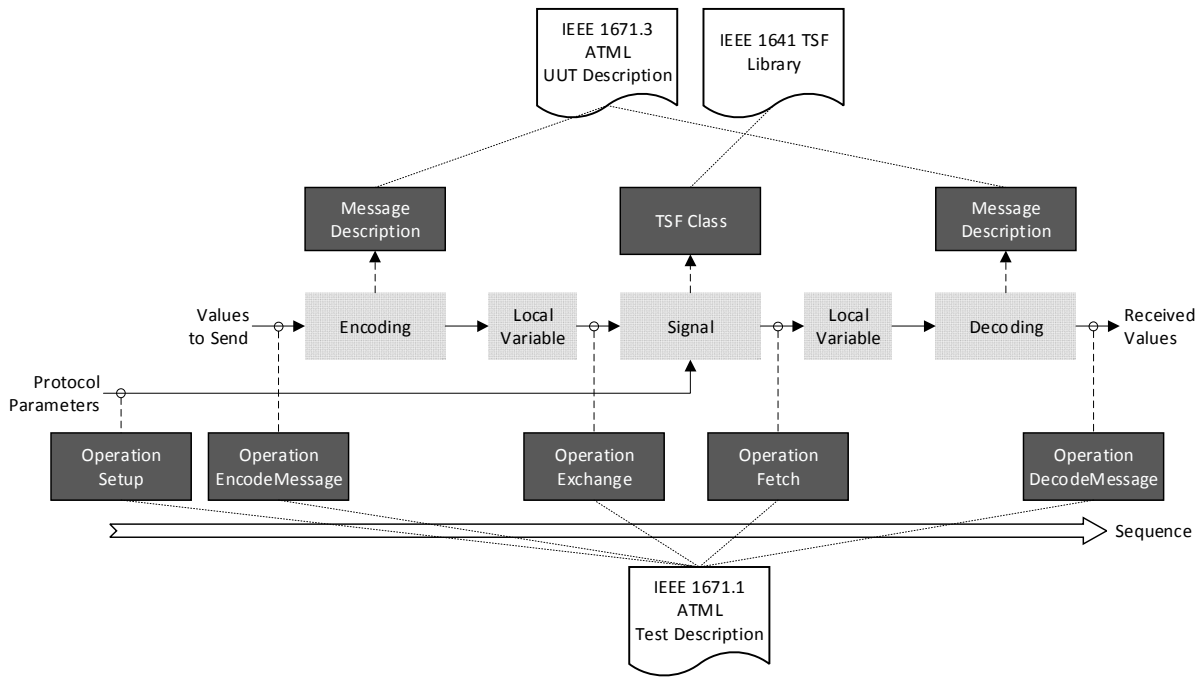 IEEE 1671.3
ATML
UUT Description
IEEE 1641 TSF
Library
Message
Description
TSF Class
Message
Description
Values
to Send
Encoding
Local
Variable
Signal
Local
Variable
Decoding
Received
Values
Protocol
Parameters
Operation
Setup
Operation
EncodeMessage
Operation
Exchange
Operation
Fetch
Operation
DecodeMessage
Sequence
IEEE 1671.1
ATML
Test Description